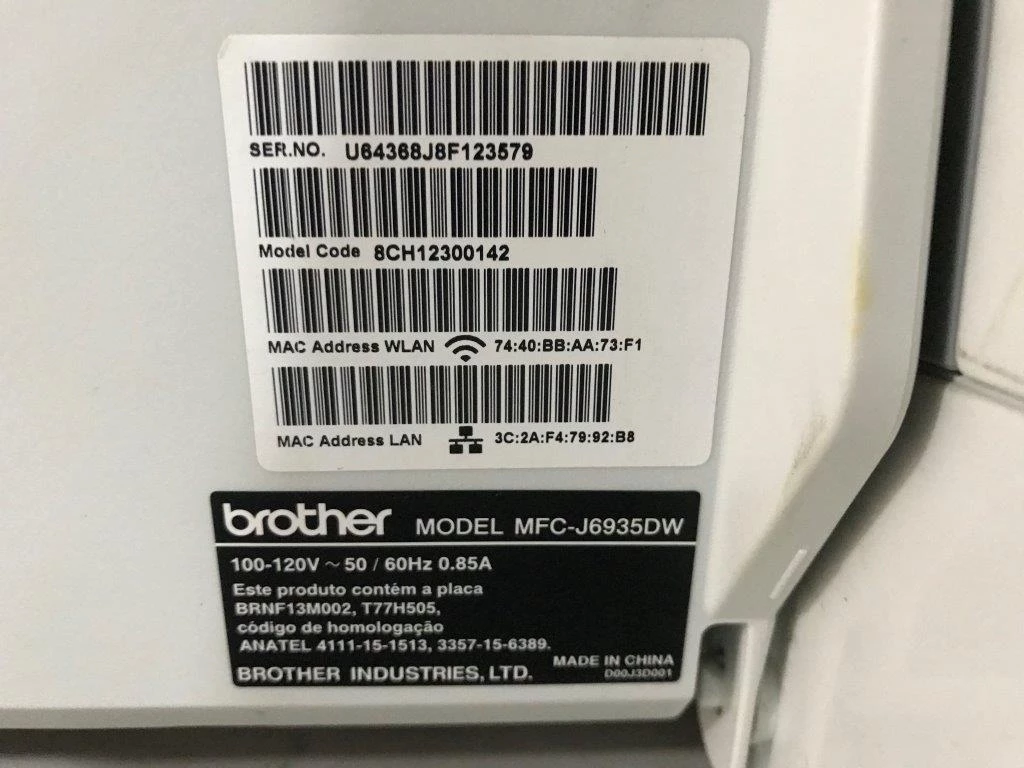 SER.NO. U64368J8F123579
Model Code 8CH12300142
MAC Address WLAN 74:40:BB:AA:73:F1
MAC Address LAN 3C:2A:F4:79:92:B8
brother MODEL MFC-J6935DW
100-120V ~ 50 / 60Hz 0.85A
Este produto contém a placa
BRNF13M002, T77H505,
código de homologação
ANATEL 4111-15-1513, 3357-15-6389.
BROTHER INDUSTRIES, LTD. MADE IN CHINA
D00J3D001